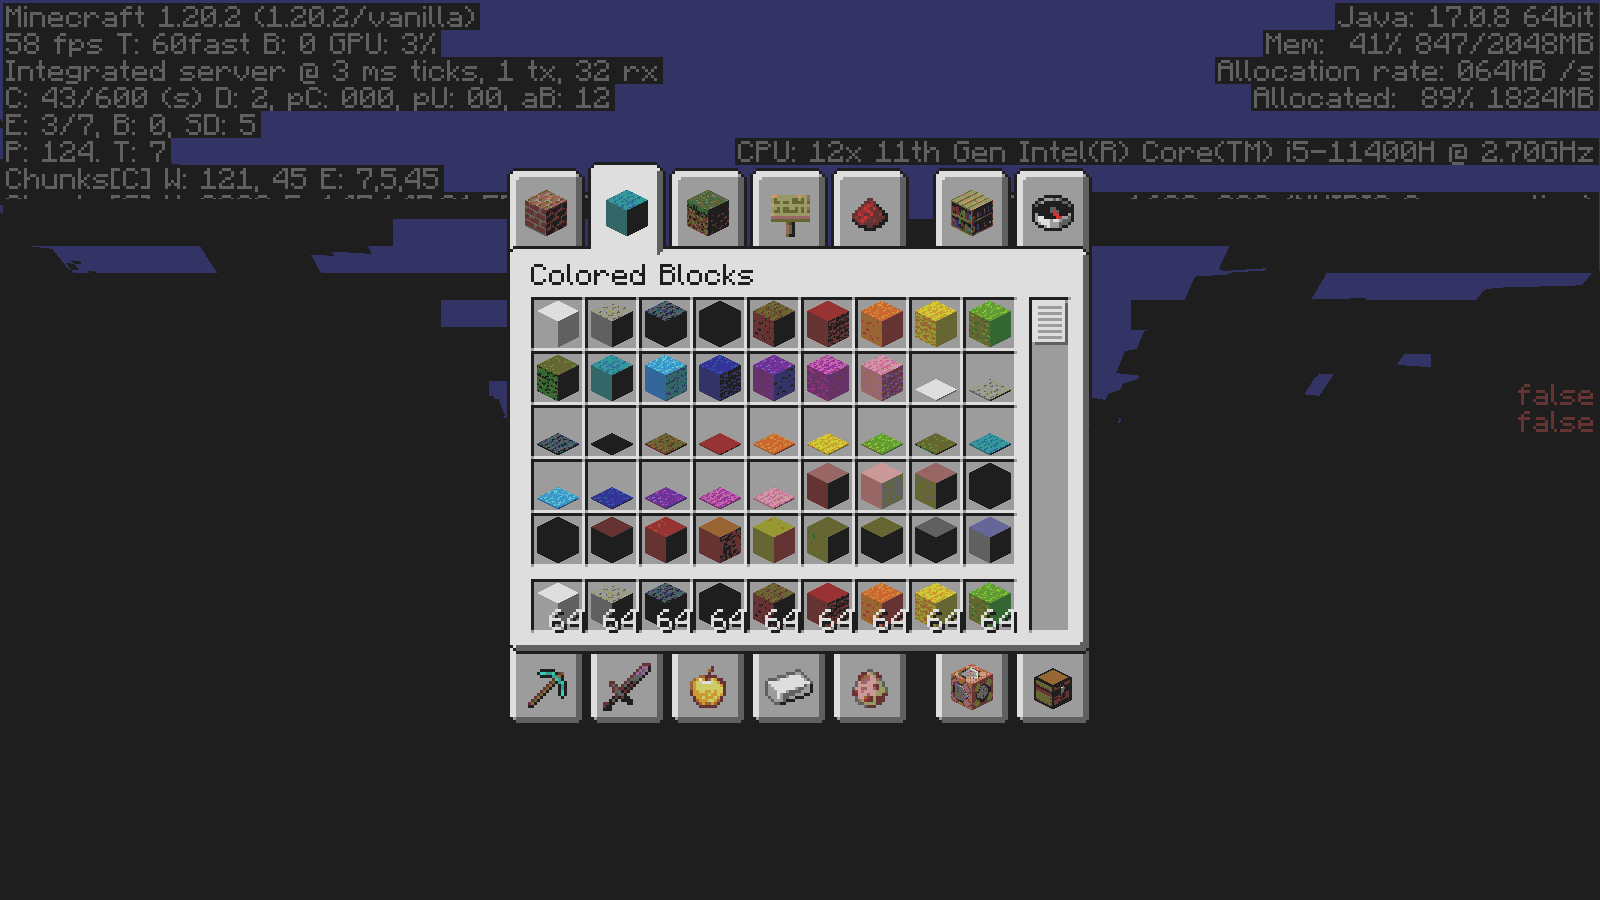 Minecraft 1.20.2 (1.20.2/vanilla)
58 fps T: 60fast B: 0 GPU: 3%
Integrated server @ 3 ms ticks, 1 tx, 32 rx
C: 43/600 (s) D: 2, pC: 000, pU: 00, aB: 12
E: 3/7, B: 0, SD: 5
P: 124. T: 7
Chunks[C] W: 121, 45 E: 7,5,45
Java: 17.0.8 64bit
Mem: 41% 847/2048MB
Allocation rate: 064MB /s
Allocated: 89% 1824MB
CPU: 12x 11th Gen Intel(R) Core(TM) i5-11400H @ 2.70GHz
Colored Blocks
false
false
64 64 64 64 64 64 64 64 64